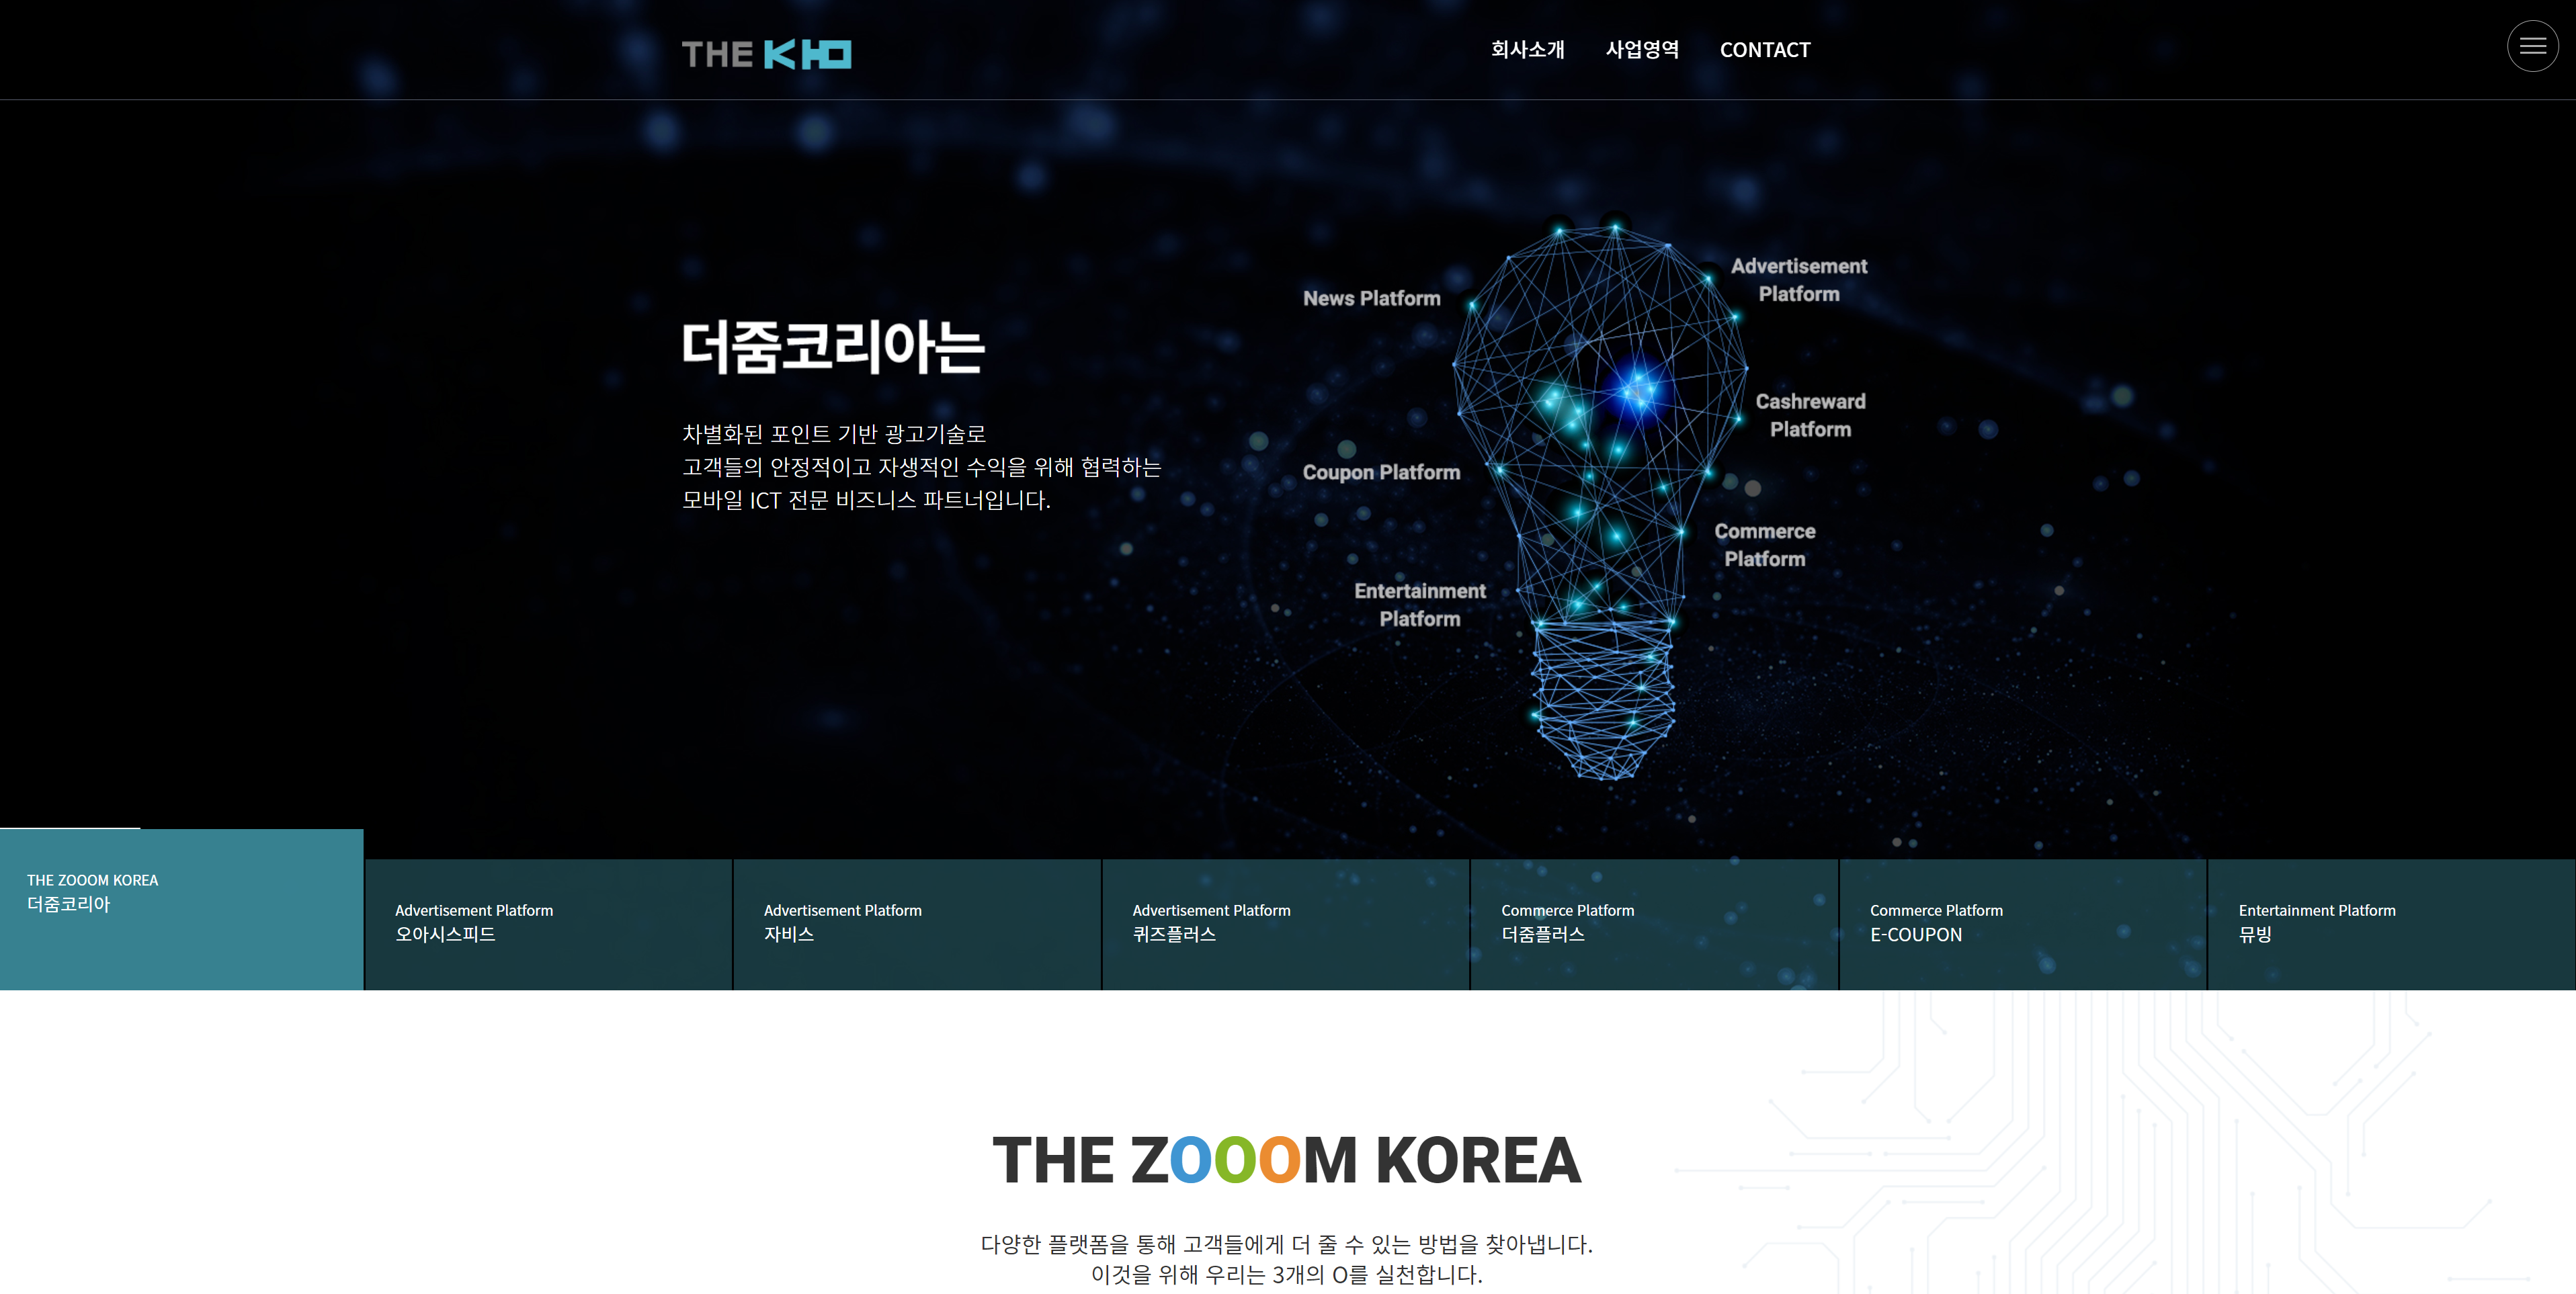 THE
회사소개 사업영역 CONTACT
더줌코리아는
차별화된 포인트 기반 광고기술로
고객들의 안정적이고 자생적인 수익을 위해 협력하는
모바일 ICT 전문 비즈니스 파트너입니다.
News Platform
Advertisement
Platform
Cashreward
Platform
Coupon Platform
Commerce
Platform
Entertainment
Platform
THE ZOOOM KOREA
더줌코리아
Advertisement Platform
오아시스피드
Advertisement Platform
자비스
Advertisement Platform
퀴즈플러스
Commerce Platform
더줌플러스
Commerce Platform
E-COUPON
Entertainment Platform
뮤빙
THE ZOOOM KOREA
다양한 플랫폼을 통해 고객들에게 더 줄 수 있는 방법을 찾아냅니다.
이것을 위해 우리는 3개의 O를 실천합니다.